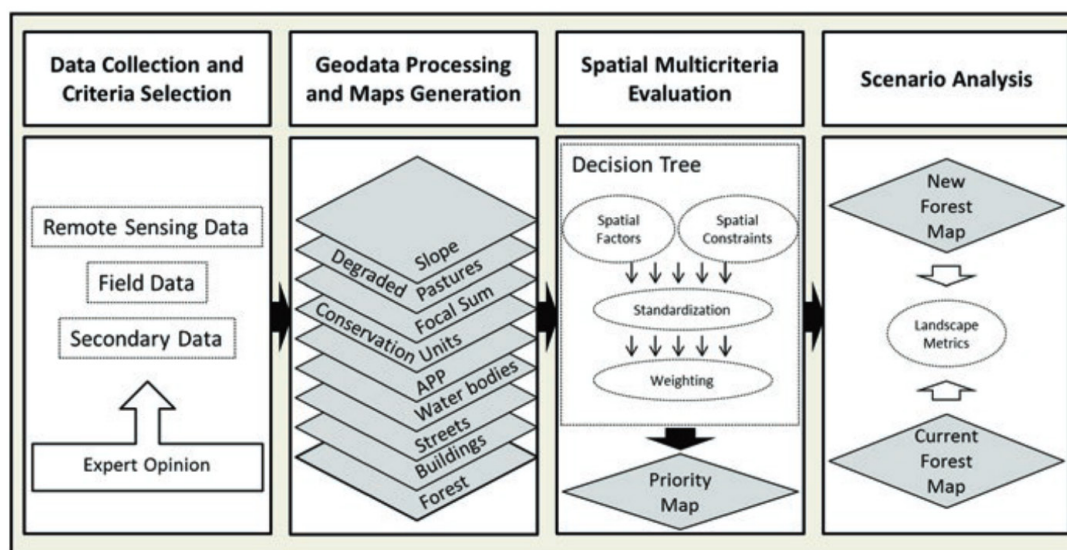 Data Collection and
Criteria Selection
Remote Sensing Data
Field Data
Secondary Data
Expert Opinion
Geodata Processing
and Maps Generation
Slope
Degraded Pastures
Focal Sum
Conservation Units
APP
Water bodies
Streets
Buildings
Forest
Spatial Multicriteria
Evaluation
Decision Tree
Spatial
Factors
Spatial
Constraints
Standardization
Weighting
Priority
Map
Scenario Analysis
New
Forest
Map
Landscape
Metrics
Current
Forest
Map